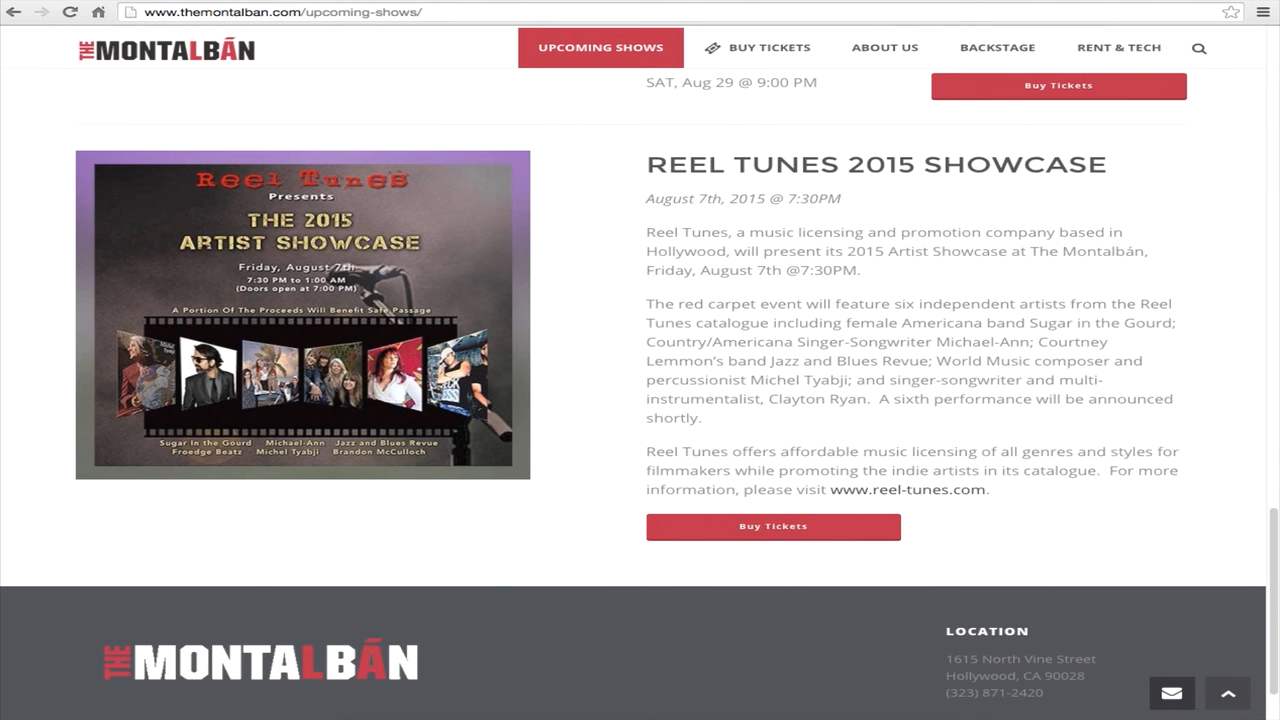 www.themontalban.com/upcoming-shows/
THE MONTALBÁN
UPCOMING SHOWS
BUY TICKETS
ABOUT US
BACKSTAGE
RENT & TECH
SAT, Aug 29 @ 9:00 PM
Buy Tickets
Reel Tunes
Presents
THE 2015
ARTIST SHOWCASE
Friday, August 7th
7:30 PM to 1:00 AM
(Doors open at 7:00 PM)
A Portion Of The Proceeds Will Benefit Safe Passage
Sugar In the Gourd Michael-Ann Jazz and Blues Revue
Froedge Beatz Michel Tyabji Brandon McCulloch
REEL TUNES 2015 SHOWCASE
August 7th, 2015 @ 7:30PM
Reel Tunes, a music licensing and promotion company based in
Hollywood, will present its 2015 Artist Showcase at The Montalbán,
Friday, August 7th @7:30PM.
The red carpet event will feature six independent artists from the Reel
Tunes catalogue including female Americana band Sugar in the Gourd;
Country/Americana Singer-Songwriter Michael-Ann; Courtney
Lemmon's band Jazz and Blues Revue; World Music composer and
percussionist Michel Tyabji; and singer-songwriter and multi-
instrumentalist, Clayton Ryan. A sixth performance will be announced
shortly.
Reel Tunes offers affordable music licensing of all genres and styles for
filmmakers while promoting the indie artists in its catalogue. For more
information, please visit www.reel-tunes.com.
Buy Tickets
THE MONTALBÁN
LOCATION
1615 North Vine Street
Hollywood, CA 90028
(323) 871-2420